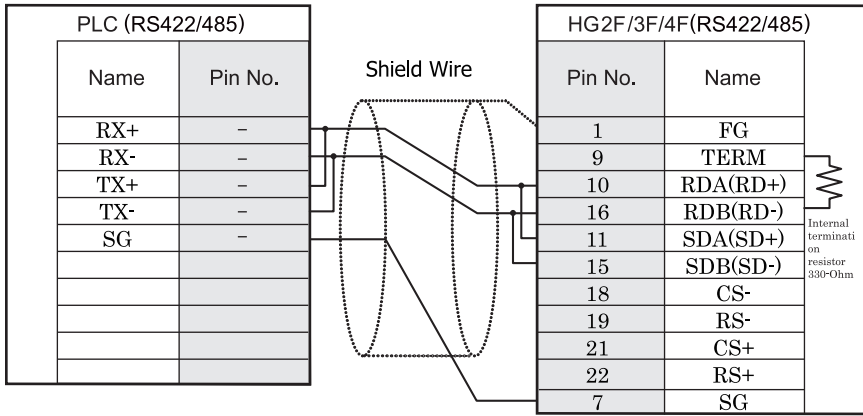 PLC (RS422/485)
Name Pin No.
RX+ –
RX- –
TX+ –
TX- –
SG –
Shield Wire
HG2F/3F/4F(RS422/485)
Pin No. Name
1 FG
9 TERM
10 RDA(RD+)
16 RDB(RD-)
11 SDA(SD+)
15 SDB(SD-)
18 CS-
19 RS-
21 CS+
22 RS+
7 SG
Internal
terminati
on
resistor
330-Ohm